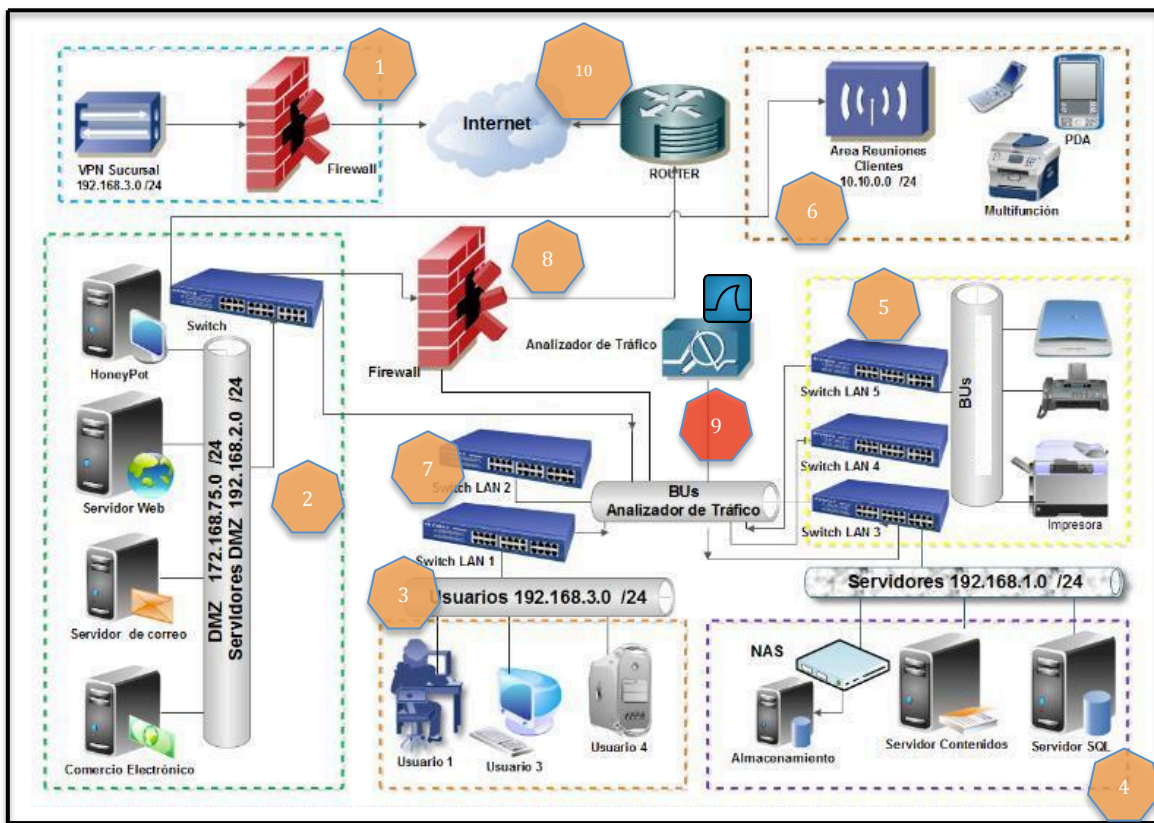 1
10
Internet
VPN Sucursal
192.168.3.0 /24
Firewall
ROUTER
Area Reuniones
Clientes
10.10.0.0 /24
PDA
Multifunción
6
8
Switch
HoneyPot
Firewall
Analizador de Tráfico
5
Switch LAN 5
BUs
9
7
Switch LAN 2
Switch LAN 4
Servidor Web
DMZ 172.168.75.0 /24
Servidores DMZ 192.168.2.0 /24
2
BUs
Analizador de Tráfico
Switch LAN 3
Impresora
Switch LAN 1
3
Usuarios 192.168.3.0 /24
Servidores 192.168.1.0 /24
Servidor de correo
NAS
Comercio Electrónico
Usuario 1
Usuario 3
Usuario 4
Almacenamiento
Servidor Contenidos
Servidor SQL
4